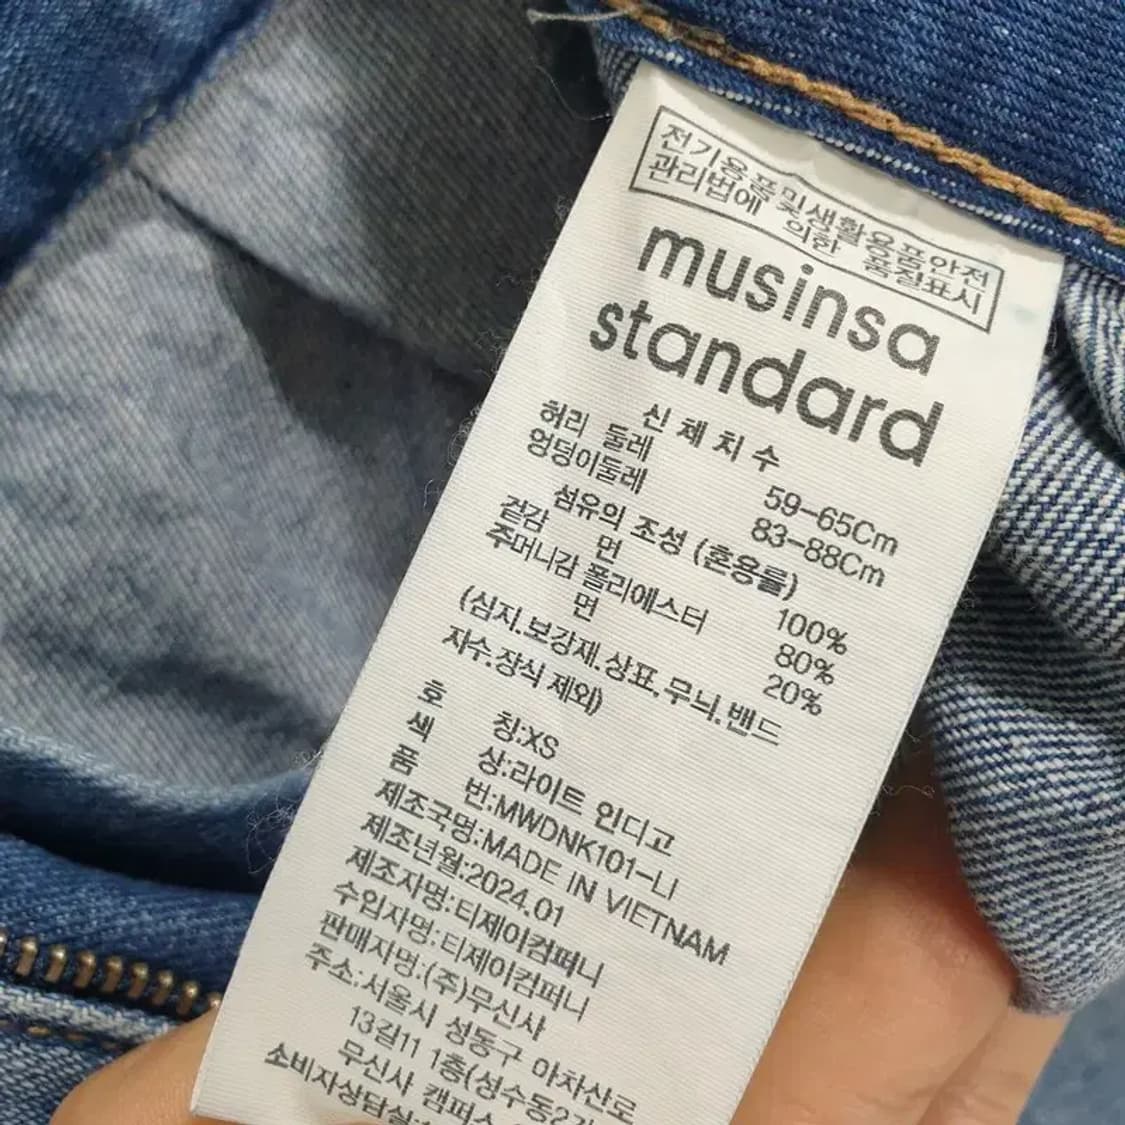 전기용품및생활용품안전
관리법에 의한 품질표시
musinsa
standard
신체치수
허리 둘레 59-65Cm
엉덩이둘레 83-88Cm
섬유의 조성 (혼용률)
겉감 면 100%
주머니감 폴리에스터 80%
면 20%
(심지.보강재.상표.무늬.밴드
자수.장식 제외)
호 칭:XS
색 상:라이트 인디고
품 번:MWDNK101-LI
제조국명:MADE IN VIETNAM
제조년월:2024.01
제조자명:티제이컴퍼니
수입자명:티제이컴퍼니
판매자명:(주)무신사
주소:서울시 성동구 아차산로
13길11 1층(성수동2가
무신사 캠퍼스
소비자상담실: